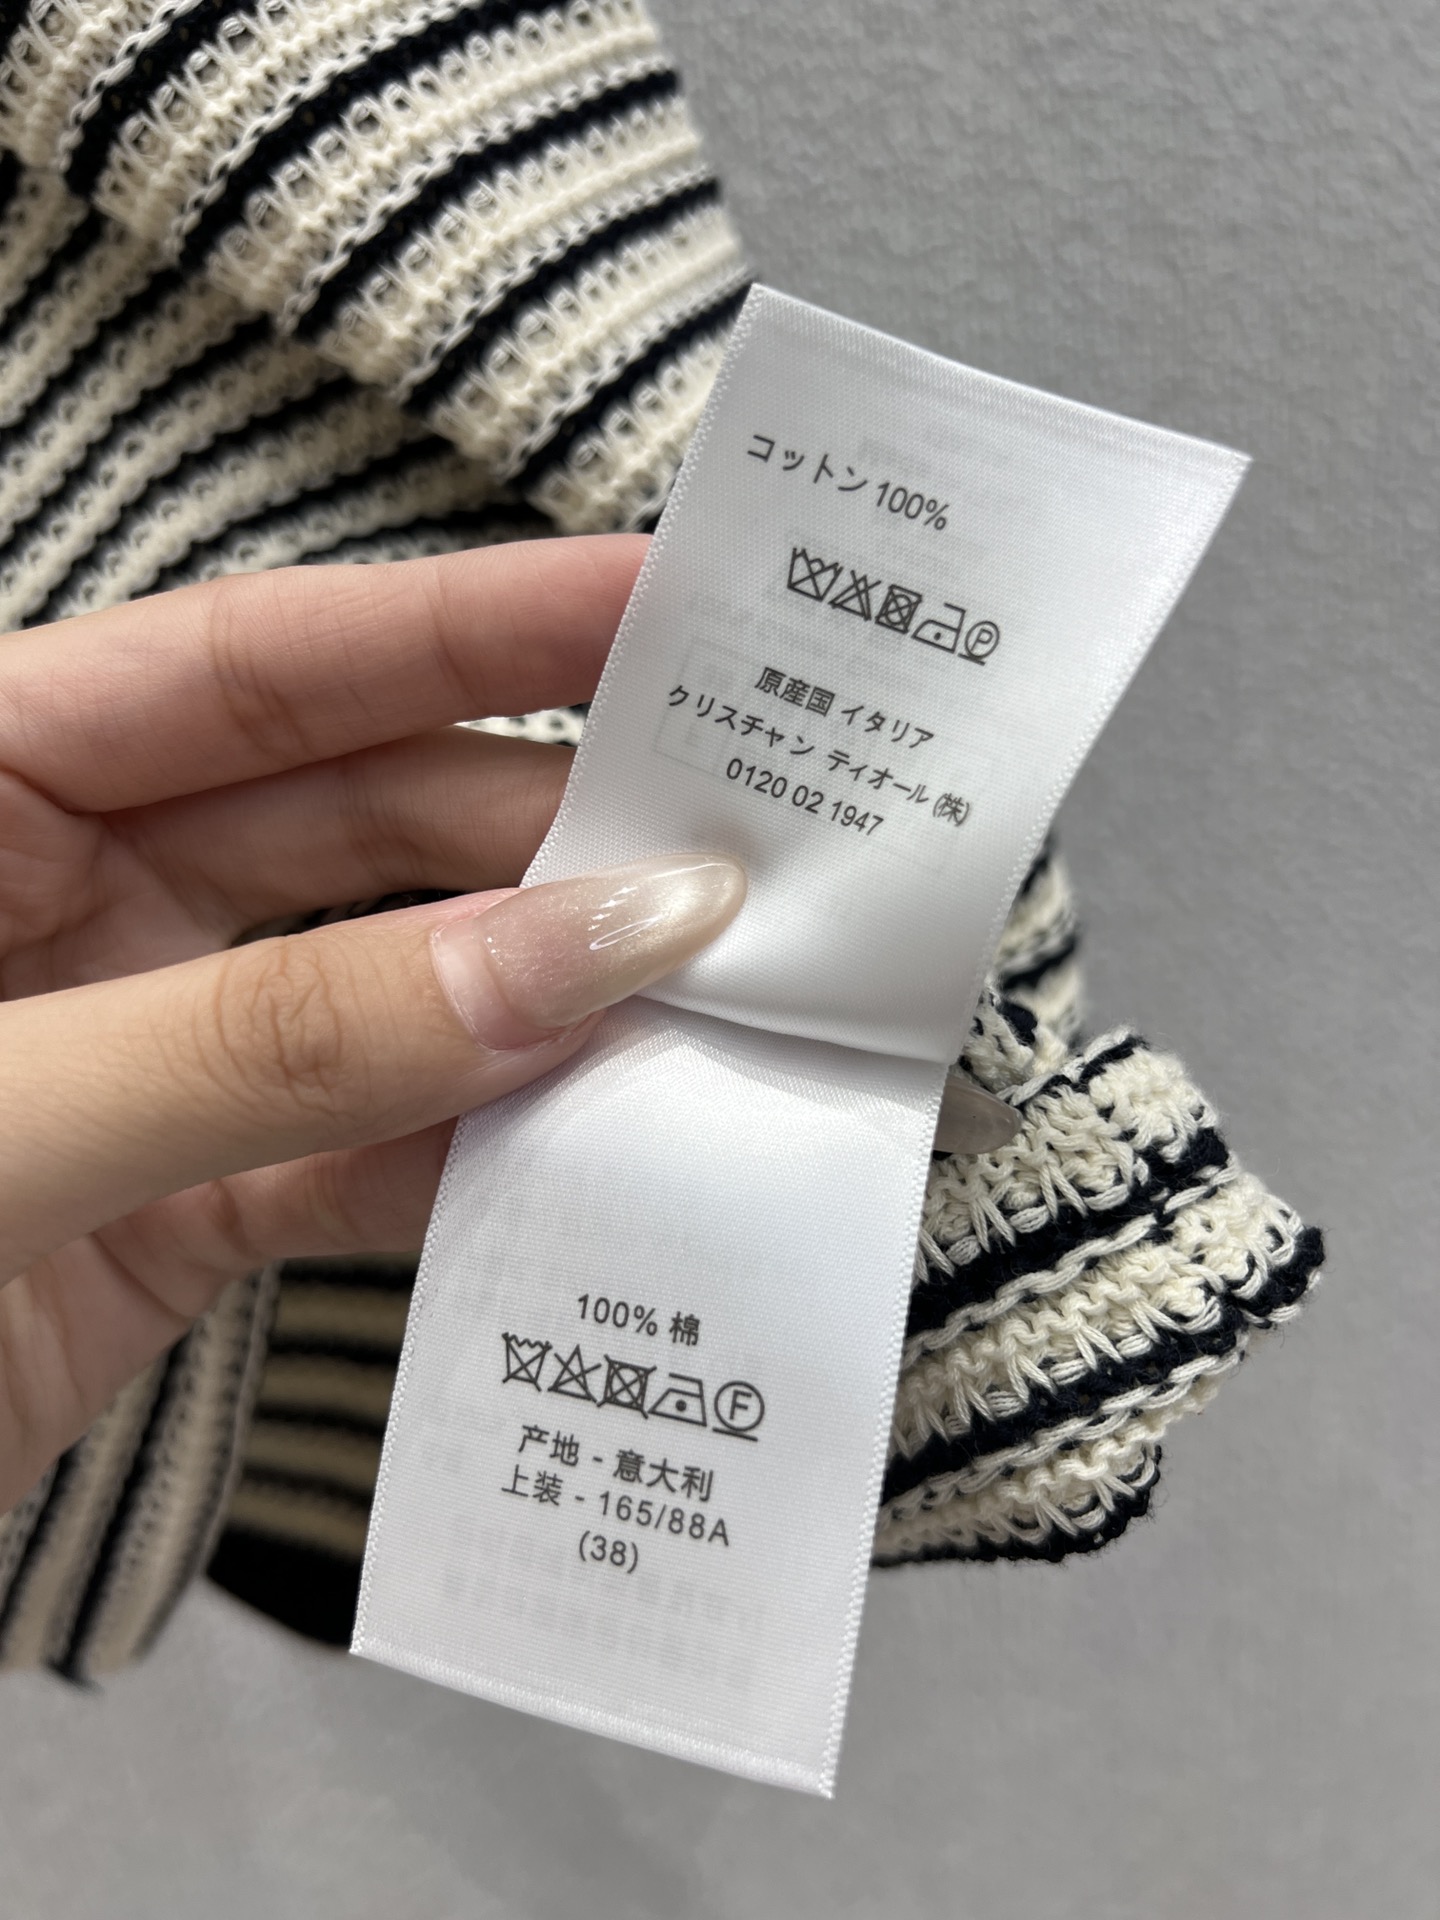 コットン 100%
P
原産国 イタリア
クリスチャン ディオール (株)
0120 02 1947
100% 棉
F
产地 - 意大利
上装 - 165/88A
(38)